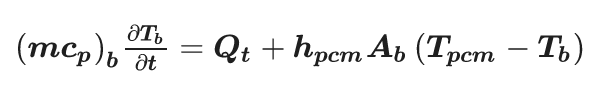 (mc_p)_b ∂T_b/∂t = Q_t + h_pcm A_b (T_pcm − T_b)